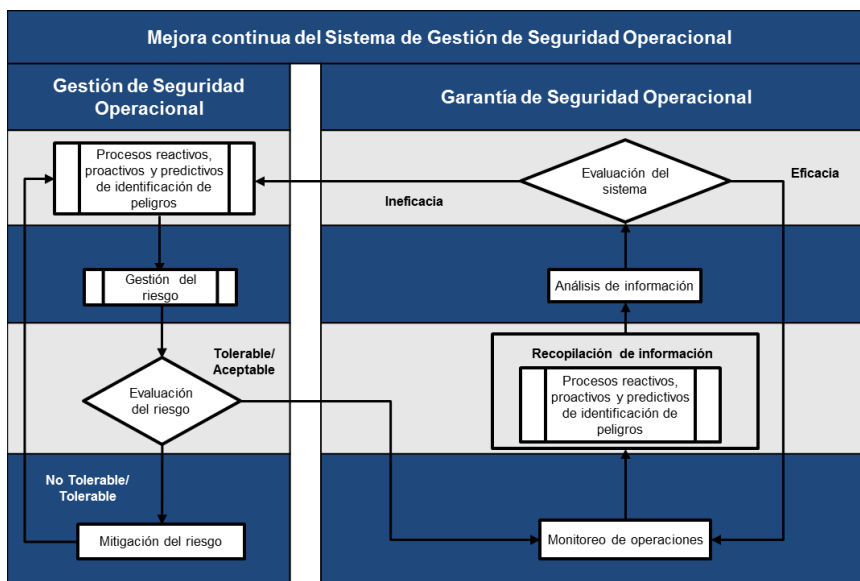 Mejora continua del Sistema de Gestión de Seguridad Operacional
Gestión de Seguridad
Operacional
Garantía de Seguridad Operacional
Procesos reactivos,
proactivos y predictivos
de identificación de
peligros
Evaluación del
sistema
Eficacia
Ineficacia
Gestión del
riesgo
Análisis de información
Tolerable/
Aceptable
Recopilación de información
Evaluación
del riesgo
Procesos reactivos,
proactivos y predictivos
de identificación de
peligros
No Tolerable/
Tolerable
Mitigación del riesgo
Monitoreo de operaciones